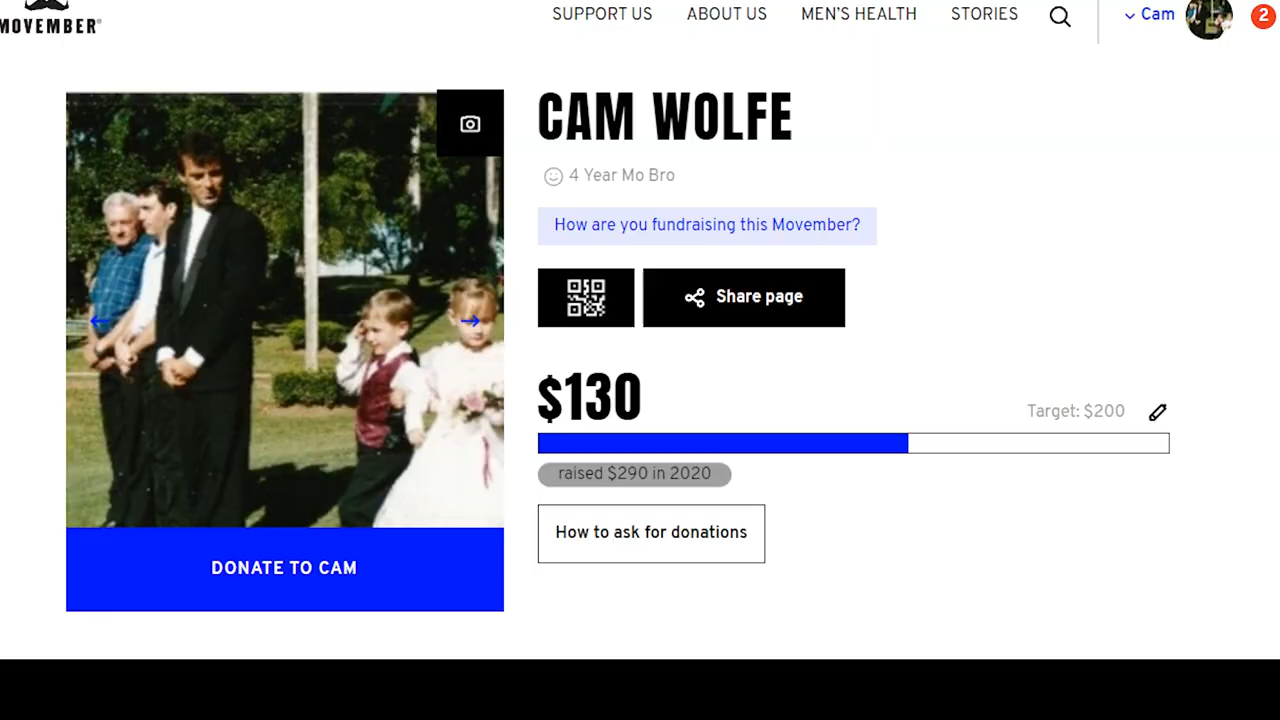 MOVEMBER®
SUPPORT US
ABOUT US
MEN'S HEALTH
STORIES
Cam
2
CAM WOLFE
4 Year Mo Bro
How are you fundraising this Movember?
Share page
$130
Target: $200
raised $290 in 2020
How to ask for donations
DONATE TO CAM